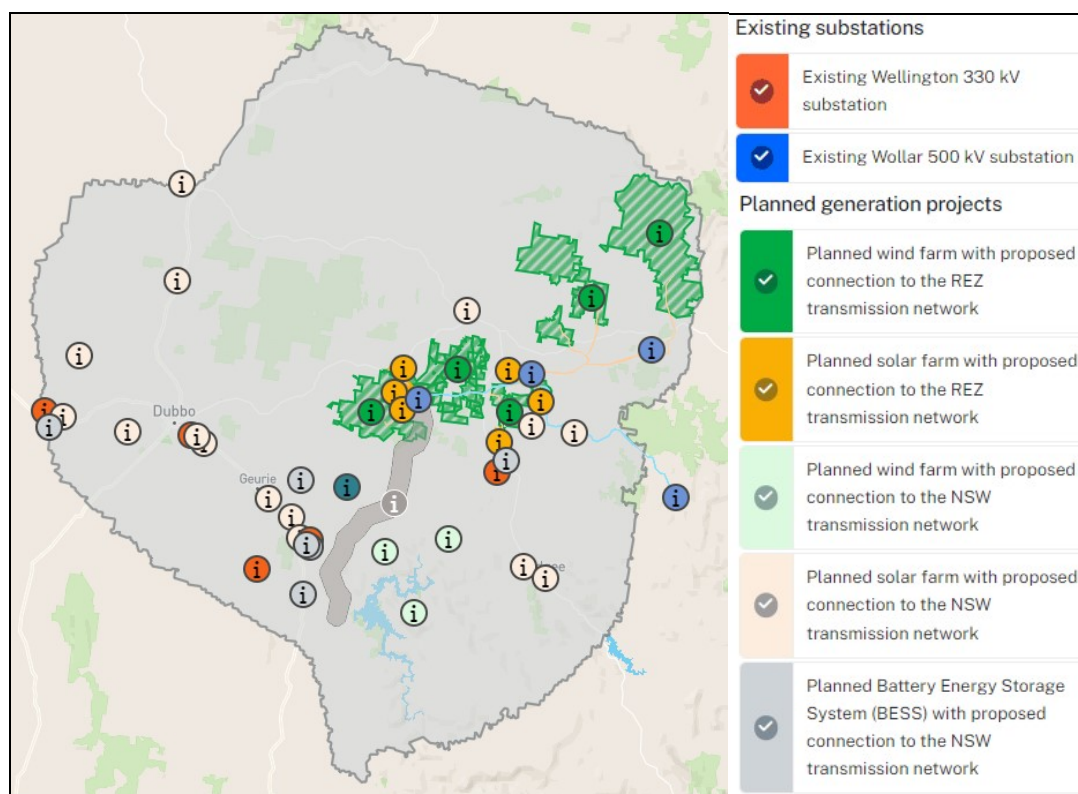 Existing substations
Existing Wellington 330 kV
substation
Existing Wollar 500 kV substation
Planned generation projects
Planned wind farm with proposed
connection to the REZ
transmission network
Planned solar farm with proposed
connection to the REZ
transmission network
Planned wind farm with proposed
connection to the NSW
transmission network
Planned solar farm with proposed
connection to the NSW
transmission network
Planned Battery Energy Storage
System (BESS) with proposed
connection to the NSW
transmission network
Dubbo
Geurie